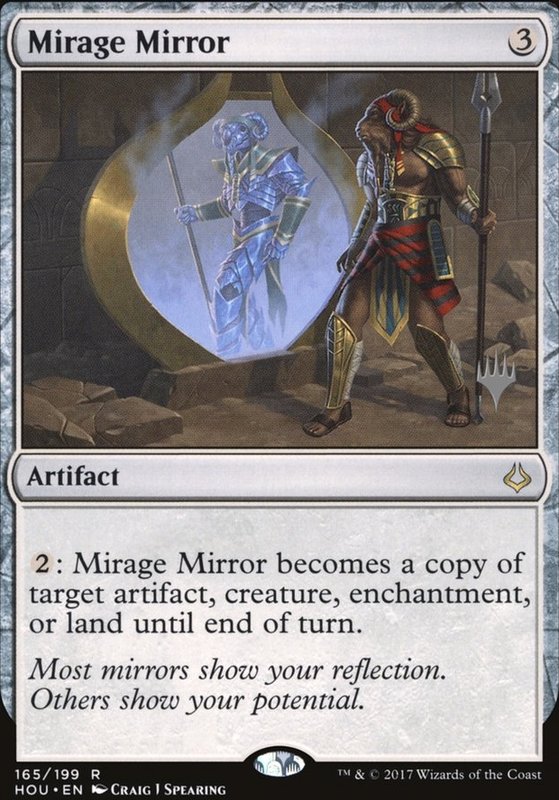 Mirage Mirror 3
Artifact
2: Mirage Mirror becomes a copy of
target artifact, creature, enchantment,
or land until end of turn.
Most mirrors show your reflection.
Others show your potential.
165/199 R
HOU • EN Craig J Spearing
™ & © 2017 Wizards of the Coast